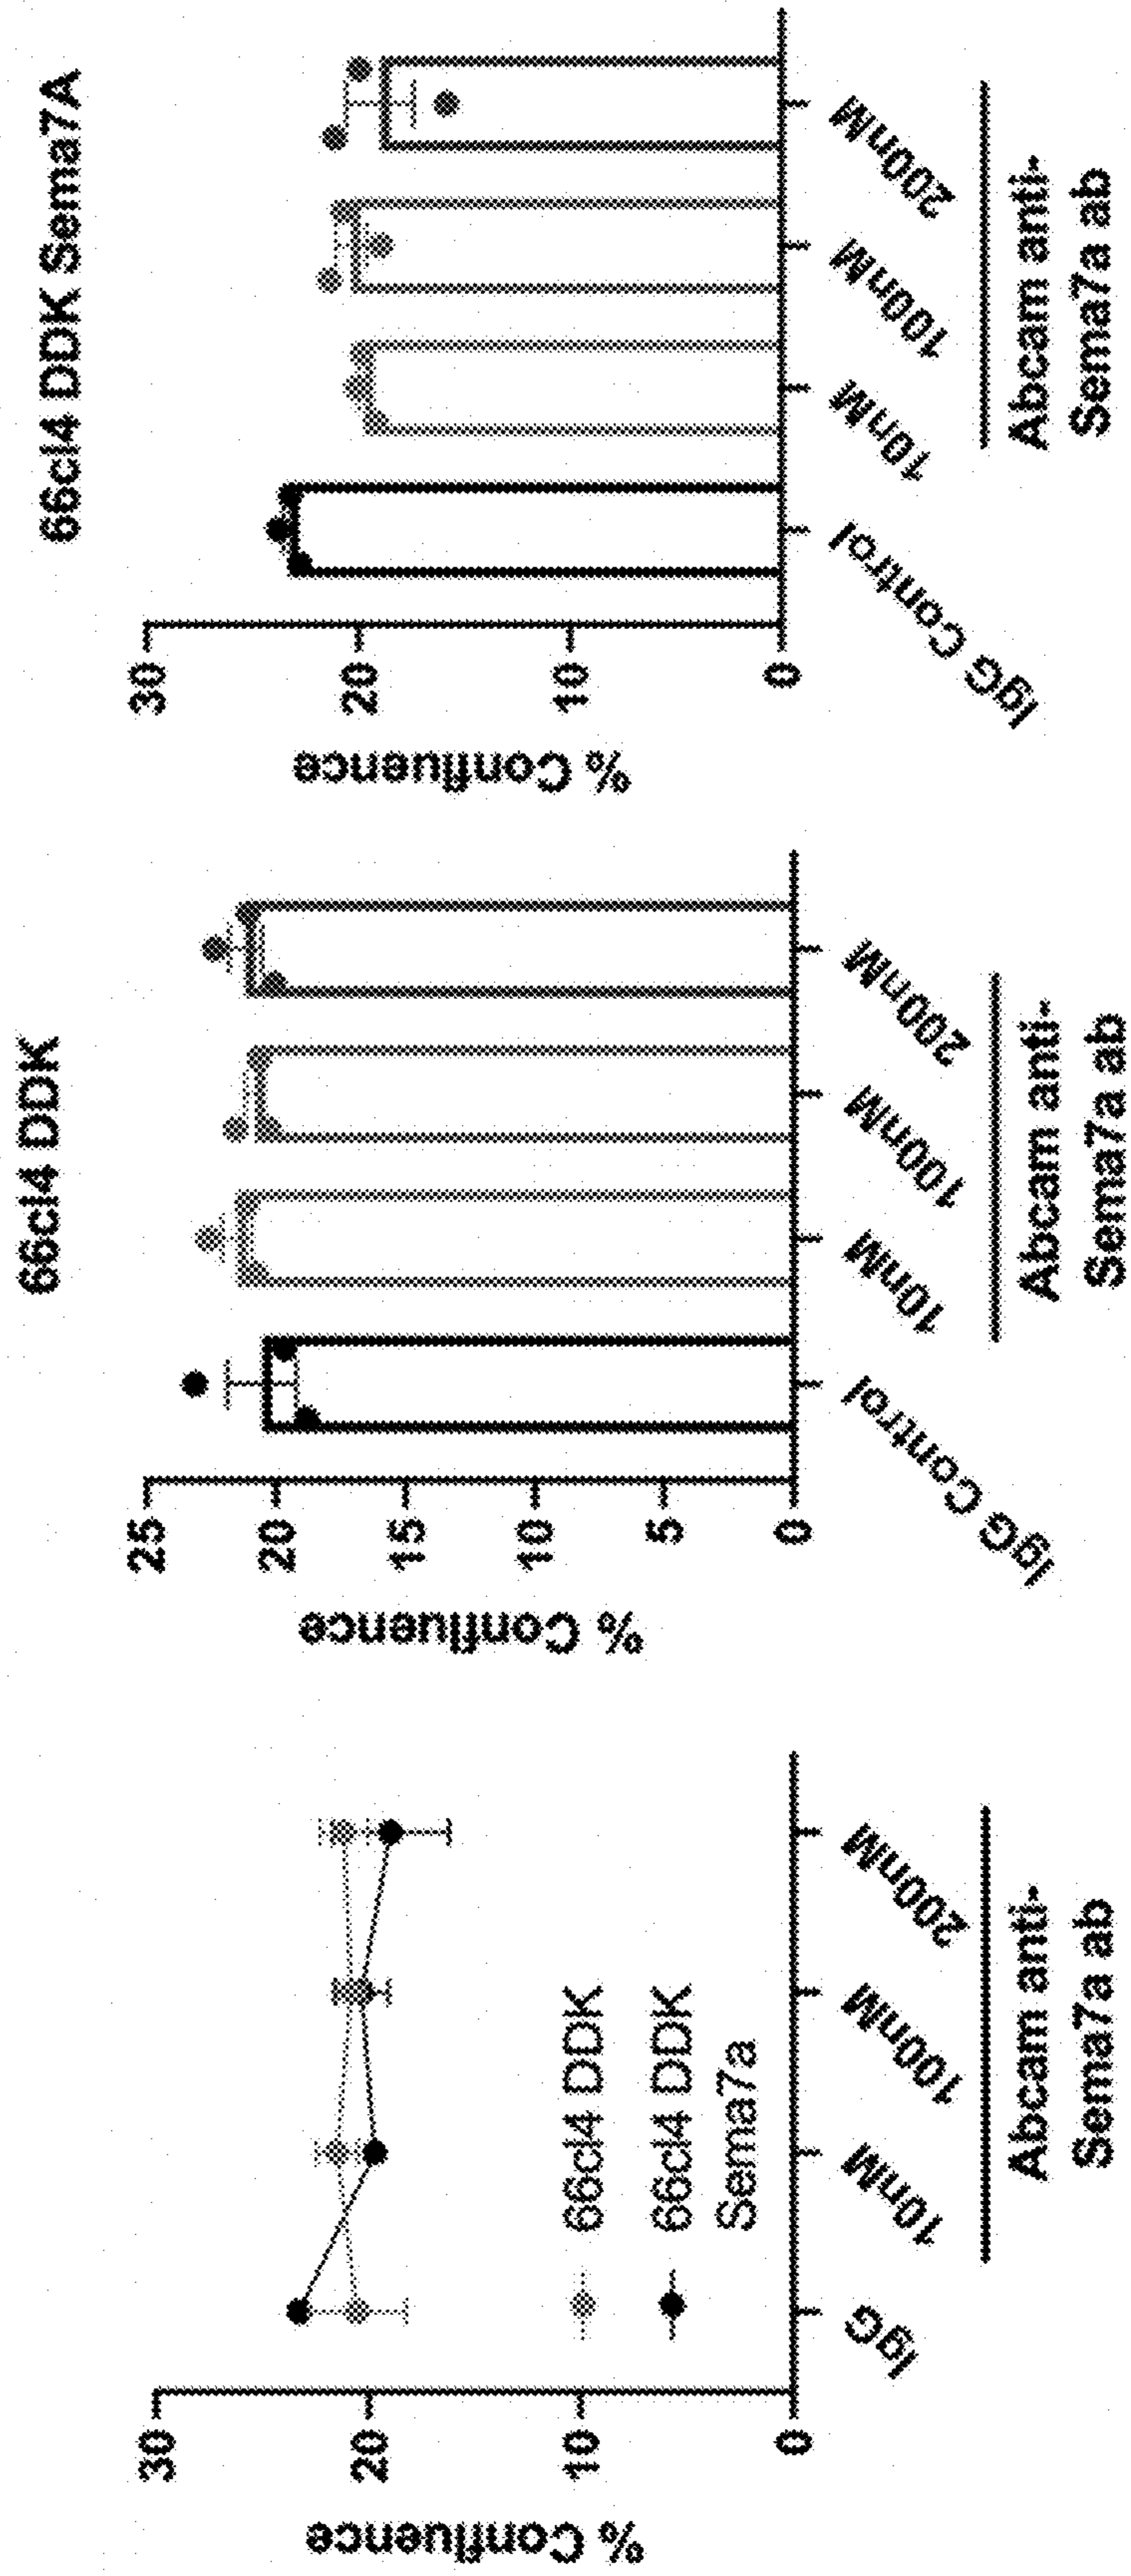 % Confluence
30
20
10
0
66cl4 DDK
66cl4 DDK
Sema7a
IgG
10nM
100nM
200nM
Abcam anti-
Sema7a ab
66cl4 DDK
% Confluence
25
20
15
10
5
0
IgG Control
10nM
100nM
200nM
Abcam anti-
Sema7a ab
66cl4 DDK Sema7A
% Confluence
30
20
10
0
IgG Control
10nM
100nM
200nM
Abcam anti-
Sema7a ab